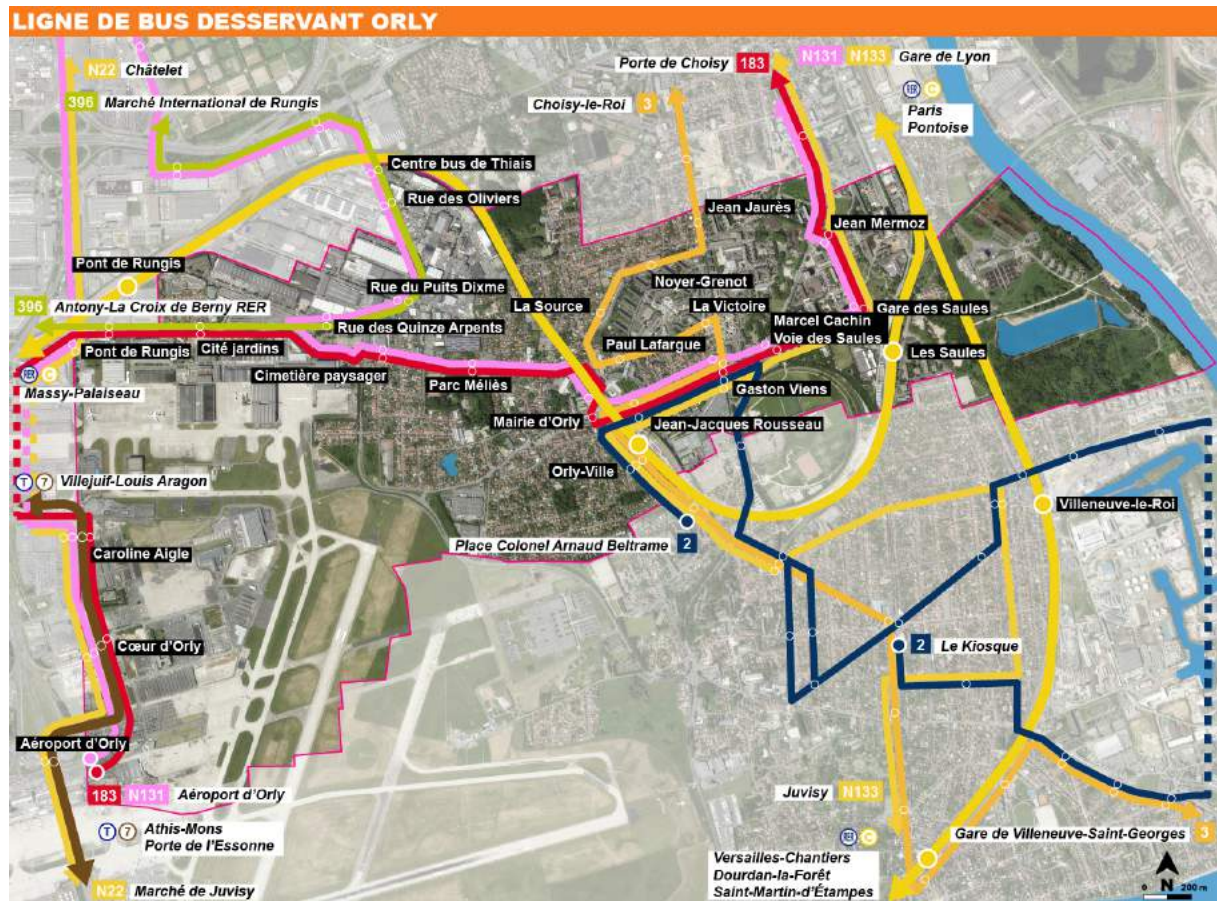 LIGNE DE BUS DESSERVANT ORLY
N22 Châtelet
396 Marché International de Rungis
Porte de Choisy 183
N131 N133 Gare de Lyon
Choisy-le-Roi 3
RER C
Paris
Pontoise
Centre bus de Thiais
Rue des Oliviers
Jean Jaurès
Jean Mermoz
Pont de Rungis
Noyer-Grenot
Rue du Puits Dixme
La Source
La Victoire
396 Antony-La Croix de Berny RER
Gare des Saules
Rue des Quinze Arpents
Marcel Cachin
Voie des Saules
Paul Lafargue
Pont de Rungis
Cité jardins
Les Saules
Cimetière paysager
Parc Méliès
Gaston Viens
RER C
Massy-Palaiseau
Mairie d'Orly
Jean-Jacques Rousseau
Orly-Ville
T 7 Villejuif-Louis Aragon
Villeneuve-le-Roi
Caroline Aigle
Place Colonel Arnaud Beltrame 2
Cœur d'Orly
2 Le Kiosque
Aéroport d'Orly
183 N131 Aéroport d'Orly
Juvisy N133
T 7 Athis-Mons
Porte de l'Essonne
RER C
Gare de Villeneuve-Saint-Georges 3
Versailles-Chantiers
Dourdan-la-Forêt
Saint-Martin-d'Étampes
N22 Marché de Juvisy
0 N 200 m